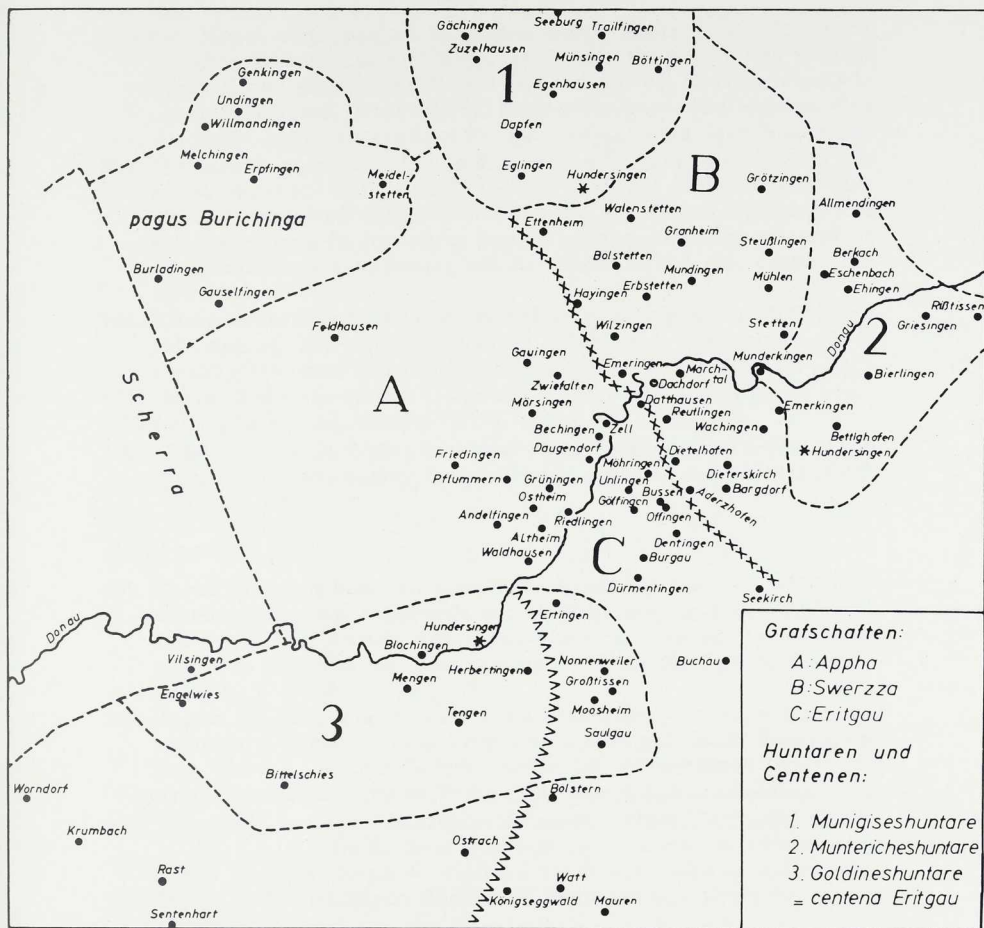 Seeburg
Gächingen
Trailfingen
Zuzelhausen
Münsingen
Böttingen
1
Genkingen
Egenhausen
Undingen
Willmandingen
Dapfen
Melchingen
Erpfingen
Meidel-
stetten
Eglingen
Hundersingen
B
Grötzingen
pagus Burichinga
Walenstetten
Allmendingen
Ettenheim
Granheim
Steußlingen
Burladingen
Bolstetten
Berkach
Eschenbach
Mundingen
Mühlen
Ehingen
Gauselfingen
Hayingen
Erbstetten
Rißtissen
Griesingen
Feldhausen
Wilzingen
Stetten
Donau
2
Scherra
A
Gauingen
Zwiefalten
Emeringen
March-
tal
Munderkingen
Dachdorf
Bierlingen
Mörsingen
Datthausen
Reutlingen
Emerkingen
Bechingen
Zell
Wachingen
Bettighofen
Daugendorf
Hundersingen
Friedingen
Möhringen
Dietelhofen
Dieterskirch
Pflummern
Grüningen
Unlingen
Bussen
Aderzhofen
Bargdorf
Ostheim
Göffingen
Offingen
Andelfingen
Riedlingen
Altheim
Dentingen
Waldhausen
C
Burgau
Dürmentingen
Seekirch
Donau
Ertingen
Hundersingen
Blochingen
Vilsingen
Herbertingen
Nonnenweiler
Buchau
Mengen
Großtissen
Engelwies
Moosheim
3
Tengen
Saulgau
Bittelschies
Bolstern
Worndorf
Krumbach
Ostrach
Rast
Watt
Königseggwald
Mauren
Sentenhart
Grafschaften:
A: Appha
B: Swerzza
C: Eritgau
Huntaren und
Centenen:
1. Munigiseshuntare
2. Muntericheshuntare
3. Goldineshuntare
= centena Eritgau